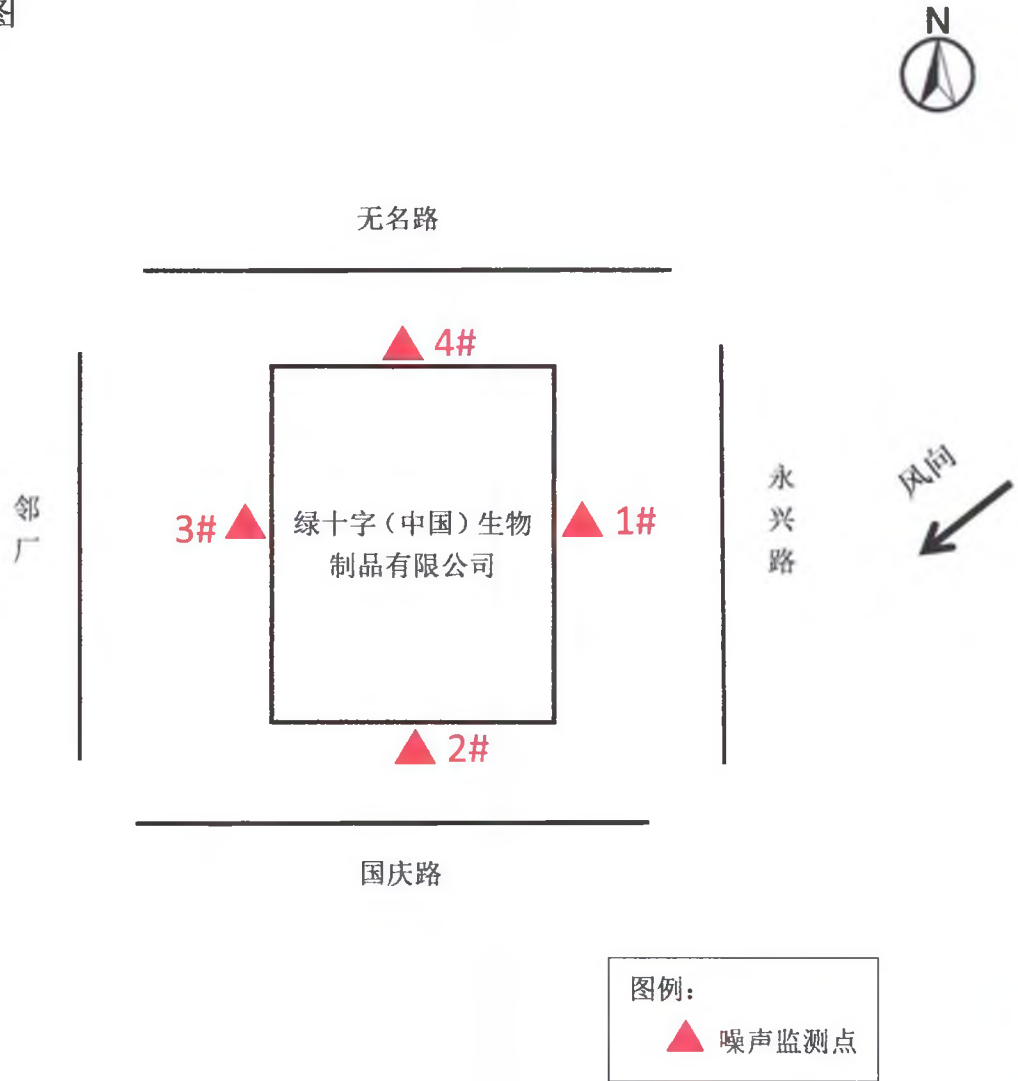 图
N
无名路
4#
永兴路
风向
邻厂
3#
绿十字（中国）生物
制品有限公司
1#
2#
国庆路
图例：
噪声监测点